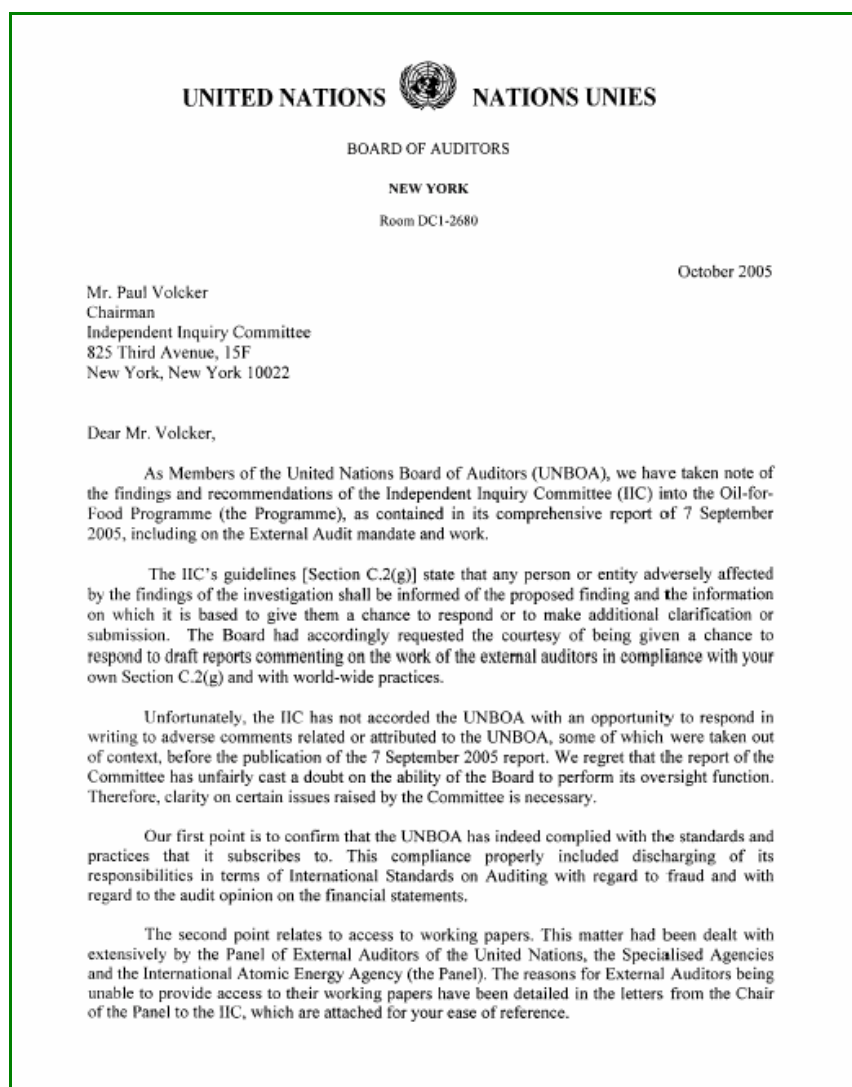 UNITED NATIONS NATIONS UNIES
BOARD OF AUDITORS
NEW YORK
Room DC1-2680
October 2005
Mr. Paul Volcker
Chairman
Independent Inquiry Committee
825 Third Avenue, 15F
New York, New York 10022
Dear Mr. Volcker,
As Members of the United Nations Board of Auditors (UNBOA), we have taken note of
the findings and recommendations of the Independent Inquiry Committee (IIC) into the Oil-for-
Food Programme (the Programme), as contained in its comprehensive report of 7 September
2005, including on the External Audit mandate and work.
The IIC's guidelines [Section C.2(g)] state that any person or entity adversely affected
by the findings of the investigation shall be informed of the proposed finding and the information
on which it is based to give them a chance to respond or to make additional clarification or
submission. The Board had accordingly requested the courtesy of being given a chance to
respond to draft reports commenting on the work of the external auditors in compliance with your
own Section C.2(g) and with world-wide practices.
Unfortunately, the IIC has not accorded the UNBOA with an opportunity to respond in
writing to adverse comments related or attributed to the UNBOA, some of which were taken out
of context, before the publication of the 7 September 2005 report. We regret that the report of the
Committee has unfairly cast a doubt on the ability of the Board to perform its oversight function.
Therefore, clarity on certain issues raised by the Committee is necessary.
Our first point is to confirm that the UNBOA has indeed complied with the standards and
practices that it subscribes to. This compliance properly included discharging of its
responsibilities in terms of International Standards on Auditing with regard to fraud and with
regard to the audit opinion on the financial statements.
The second point relates to access to working papers. This matter had been dealt with
extensively by the Panel of External Auditors of the United Nations, the Specialised Agencies
and the International Atomic Energy Agency (the Panel). The reasons for External Auditors being
unable to provide access to their working papers have been detailed in the letters from the Chair
of the Panel to the IIC, which are attached for your ease of reference.